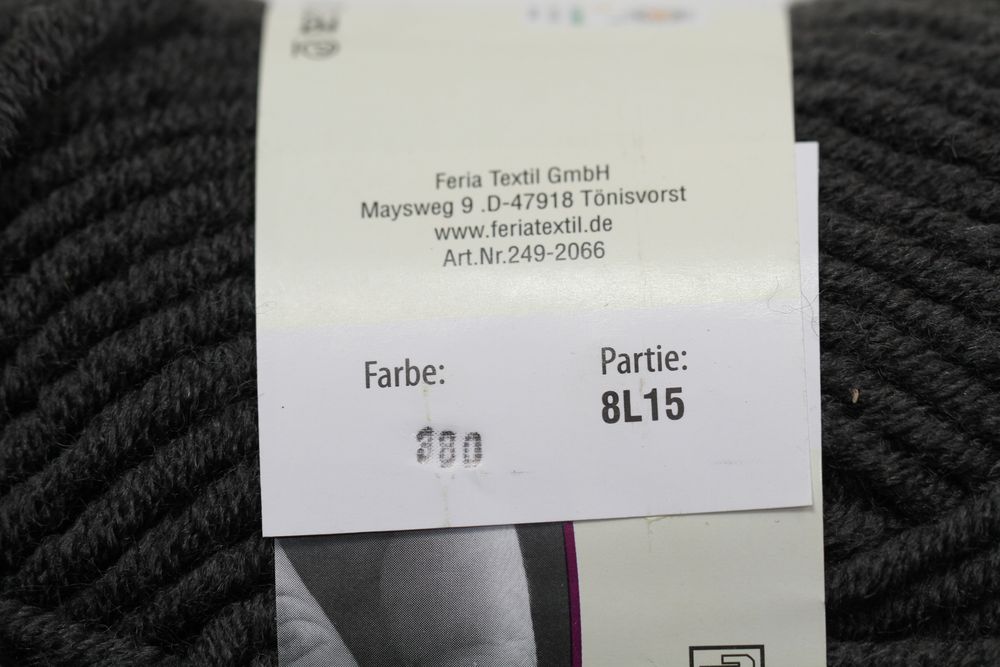 Feria Textil GmbH
Maysweg 9 .D-47918 Tönisvorst
www.feriatextil.de
Art.Nr.249-2066
Farbe:
Partie:
8L15